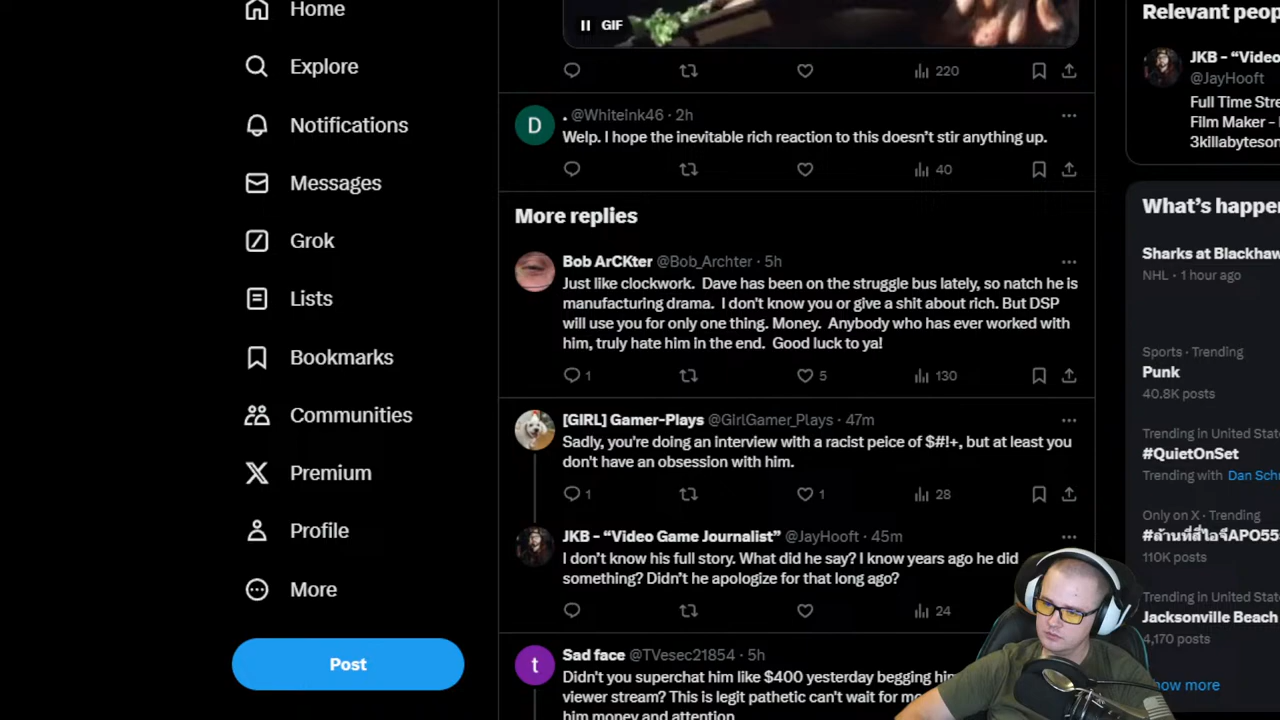 Home
Explore
Notifications
Messages
Grok
Lists
Bookmarks
Communities
Premium
Profile
More
Post
GIF
220
. @Whiteink46 · 2h
Welp. I hope the inevitable rich reaction to this doesn't stir anything up.
40
More replies
Bob ArCKter @Bob_Archter · 5h
Just like clockwork. Dave has been on the struggle bus lately, so natch he is
manufacturing drama. I don't know you or give a shit about rich. But DSP
will use you for only one thing. Money. Anybody who has ever worked with
him, truly hate him in the end. Good luck to ya!
1 5 130
[GIRL] Gamer-Plays @GirlGamer_Plays · 47m
Sadly, you're doing an interview with a racist peice of $#!+, but at least you
don't have an obsession with him.
1 1 28
JKB - “Video Game Journalist” @JayHooft · 45m
I don't know his full story. What did he say? I know years ago he did
something? Didn't he apologize for that long ago?
24
Sad face @TVesec21854 · 5h
Didn't you superchat him like $400 yesterday begging
viewer stream? This is legit pathetic can't wait for
him money and attention
Relevant peop
JKB - “Video
@JayHooft
Full Time Stre
Film Maker -
3killabyteson
What's happe
Sharks at Blackhaw
NHL · 1 hour ago
Sports · Trending
Punk
40.8K posts
Trending in United Stat
#QuietOnSet
Trending with Dan Sch
Only on X · Trending
#ล้านที่สี่ไอจีAPO55
110K posts
Trending in United Stat
Jacksonville Beach
4,170 posts
how more